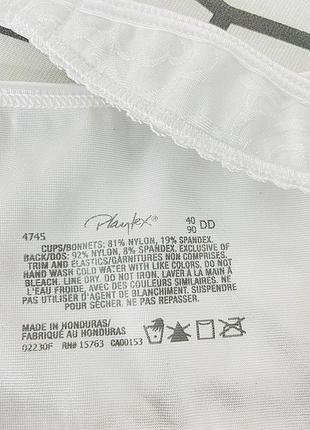 Playtex®
40 DD
90
4745
CUPS/BONNETS: 81% NYLON, 19% SPANDEX.
BACK/DOS: 92% NYLON, 8% SPANDEX. EXCLUSIVE OF
TRIM AND ELASTICS/GARNITURES NON COMPRISES.
HAND WASH COLD WATER WITH LIKE COLORS. DO NOT
BLEACH. LINE DRY. DO NOT IRON. LAVER À LA MAIN À
L'EAU FROIDE. AVEC DES COULEURS SIMILAIRES. NE
PAS UTILISER D'AGENT DE BLANCHIMENT. SUSPENDRE
POUR SÉCHER. NE PAS REPASSER.
MADE IN HONDURAS/
FABRIQUÉ AU HONDURAS
02230F RN# 15763 CA00153